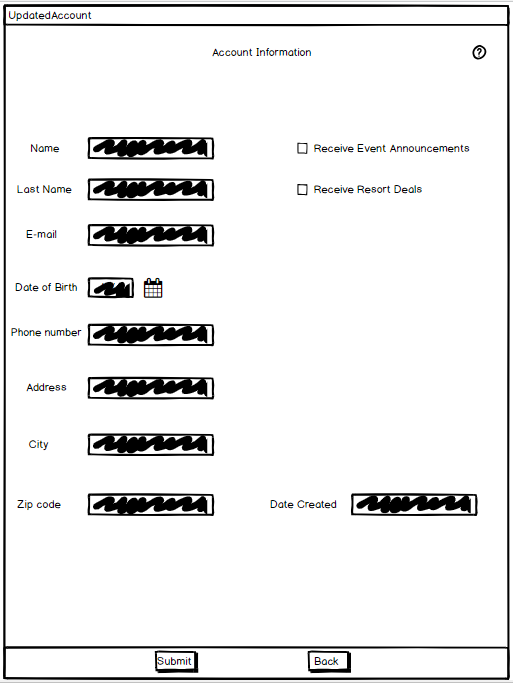 UpdatedAccount
Account Information
?
Name
Receive Event Announcements
Last Name
Receive Resort Deals
E-mail
Date of Birth
Phone number
Address
City
Zip code
Date Created
Submit
Back